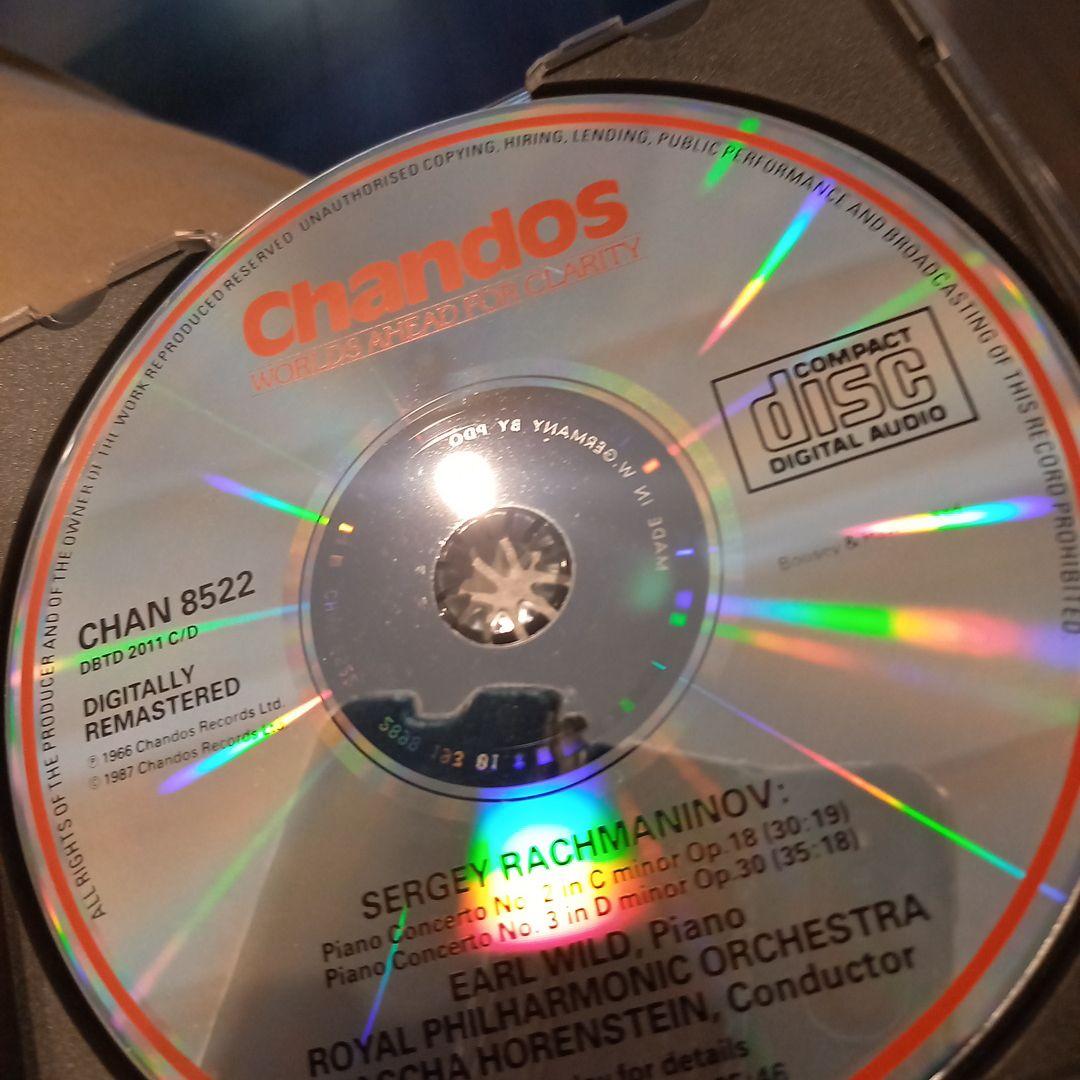 ALL RIGHTS OF THE PRODUCER AND OF THE OWNER OF THE WORK REPRODUCED RESERVED UNAUTHORISED COPYING, HIRING, LENDING, PUBLIC PERFORMANCE AND BROADCASTING OF THIS RECORD PROHIBITED
Chandos
WORLDS AHEAD FOR CLARITY
COMPACT
disc
DIGITAL AUDIO
MADE IN W.GERMANY BY PDO
Boosey &
CHAN 8522
DBTD 2011 C/D
DIGITALLY
REMASTERED
℗ 1966 Chandos Records Ltd.
© 1987 Chandos Records Ltd.
SERGEY RACHMANINOV:
Piano Concerto No. 2 in C minor Op.18 (30:19)
Piano Concerto No. 3 in D minor Op.30 (35:18)
EARL WILD, Piano
ROYAL PHILHARMONIC ORCHESTRA
HORENSTEIN, Conductor
for details